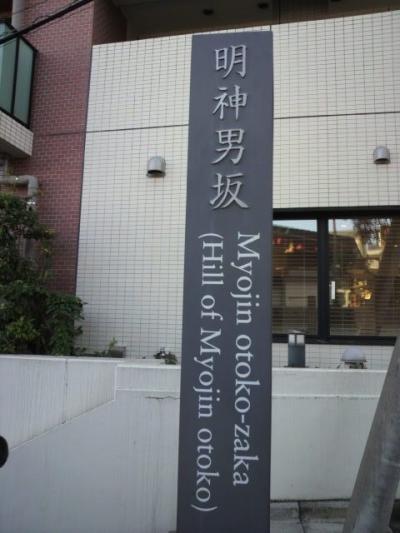 明神男坂
Myojin otoko-zaka
(Hill of Myojin otoko)